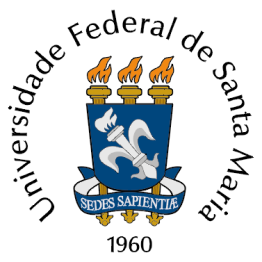 Universidade Federal de Santa Maria
SEDES SAPIENTIÆ
1960